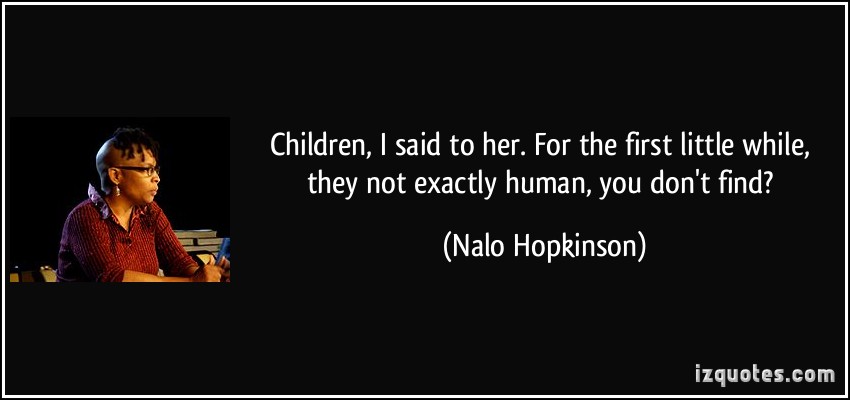 Children, I said to her. For the first little while,
they not exactly human, you don't find?
(Nalo Hopkinson)
izquotes.com